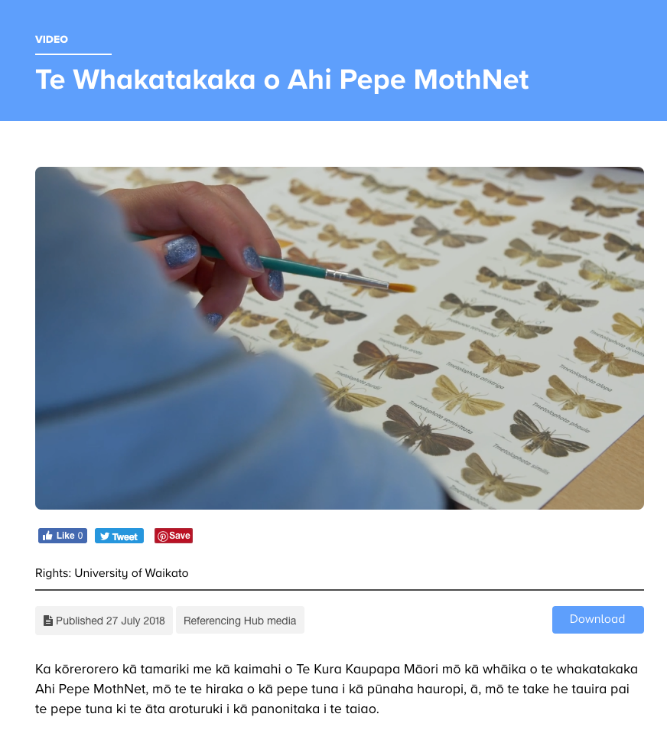 VIDEO
Te Whakatakaka o Ahi Pepe MothNet
Like 0
Tweet
Save
Rights: University of Waikato
Published 27 July 2018
Referencing Hub media
Download
Ka kōrerorero kā tamariki me kā kaimahi o Te Kura Kaupapa Māori mō kā whāika o te whakatakaka
Ahi Pepe MothNet, mō te te hiraka o kā pepe tuna i kā pūnaha hauropi, ā, mō te take he tauira pai
te pepe tuna ki te āta aroturuki i kā panonitaka i te taiao.